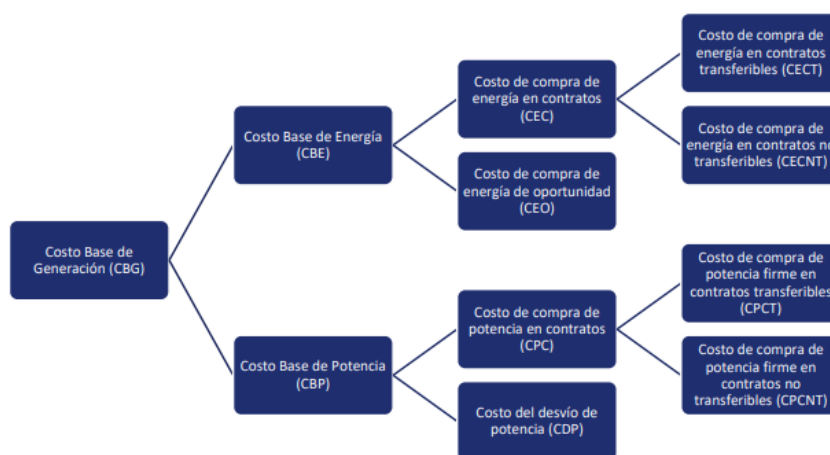 Costo Base de
Generación (CBG)
Costo Base de Energía
(CBE)
Costo de compra de
energía en contratos
(CEC)
Costo de compra de
energía en contratos
transferibles (CECT)
Costo de compra de
energía en contratos no
transferibles (CECNT)
Costo de compra de
energía de oportunidad
(CEO)
Costo Base de Potencia
(CBP)
Costo de compra de
potencia en contratos
(CPC)
Costo de compra de
potencia firme en
contratos transferibles
(CPCT)
Costo de compra de
potencia firme en
contratos no
transferibles (CPCNT)
Costo del desvío de
potencia (CDP)